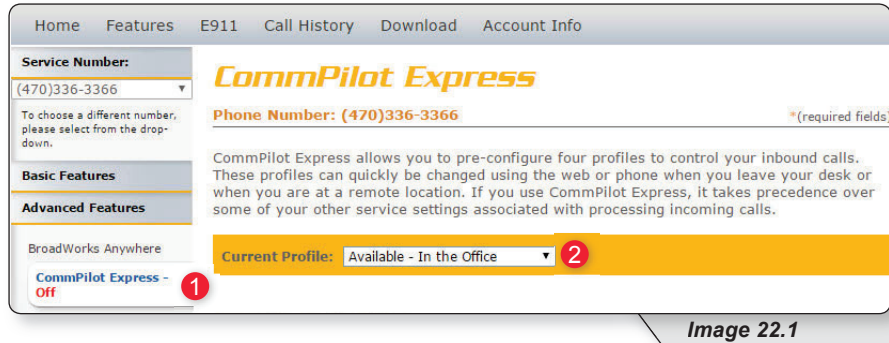 Home Features E911 Call History Download Account Info
Service Number:
(470)336-3366
To choose a different number,
please select from the drop-
down.
Basic Features
Advanced Features
BroadWorks Anywhere
CommPilot Express -
Off
1
CommPilot Express
Phone Number: (470)336-3366
*(required fields)
CommPilot Express allows you to pre-configure four profiles to control your inbound calls.
These profiles can quickly be changed using the web or phone when you leave your desk or
when you are at a remote location. If you use CommPilot Express, it takes precedence over
some of your other service settings associated with processing incoming calls.
Current Profile: Available - In the Office 2
Image 22.1